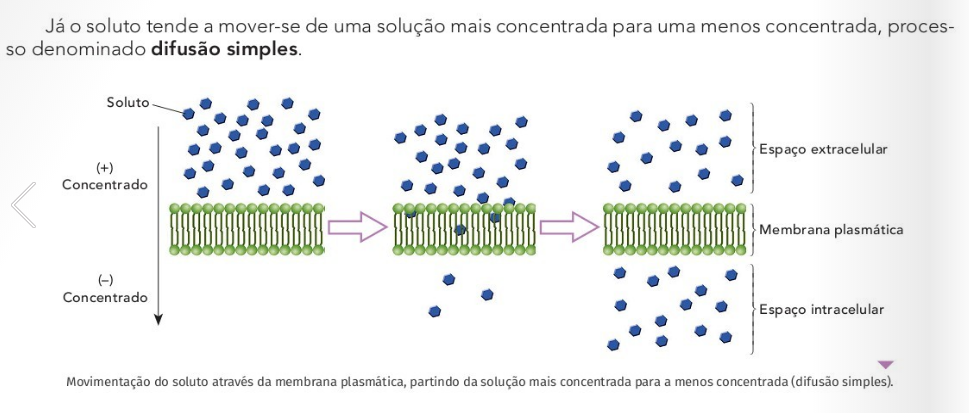 Já o soluto tende a mover-se de uma solução mais concentrada para uma menos concentrada, proces-
so denominado difusão simples.
Soluto
(+)
Concentrado
(–)
Concentrado
Espaço extracelular
Membrana plasmática
Espaço intracelular
Movimentação do soluto através da membrana plasmática, partindo da solução mais concentrada para a menos concentrada (difusão simples).